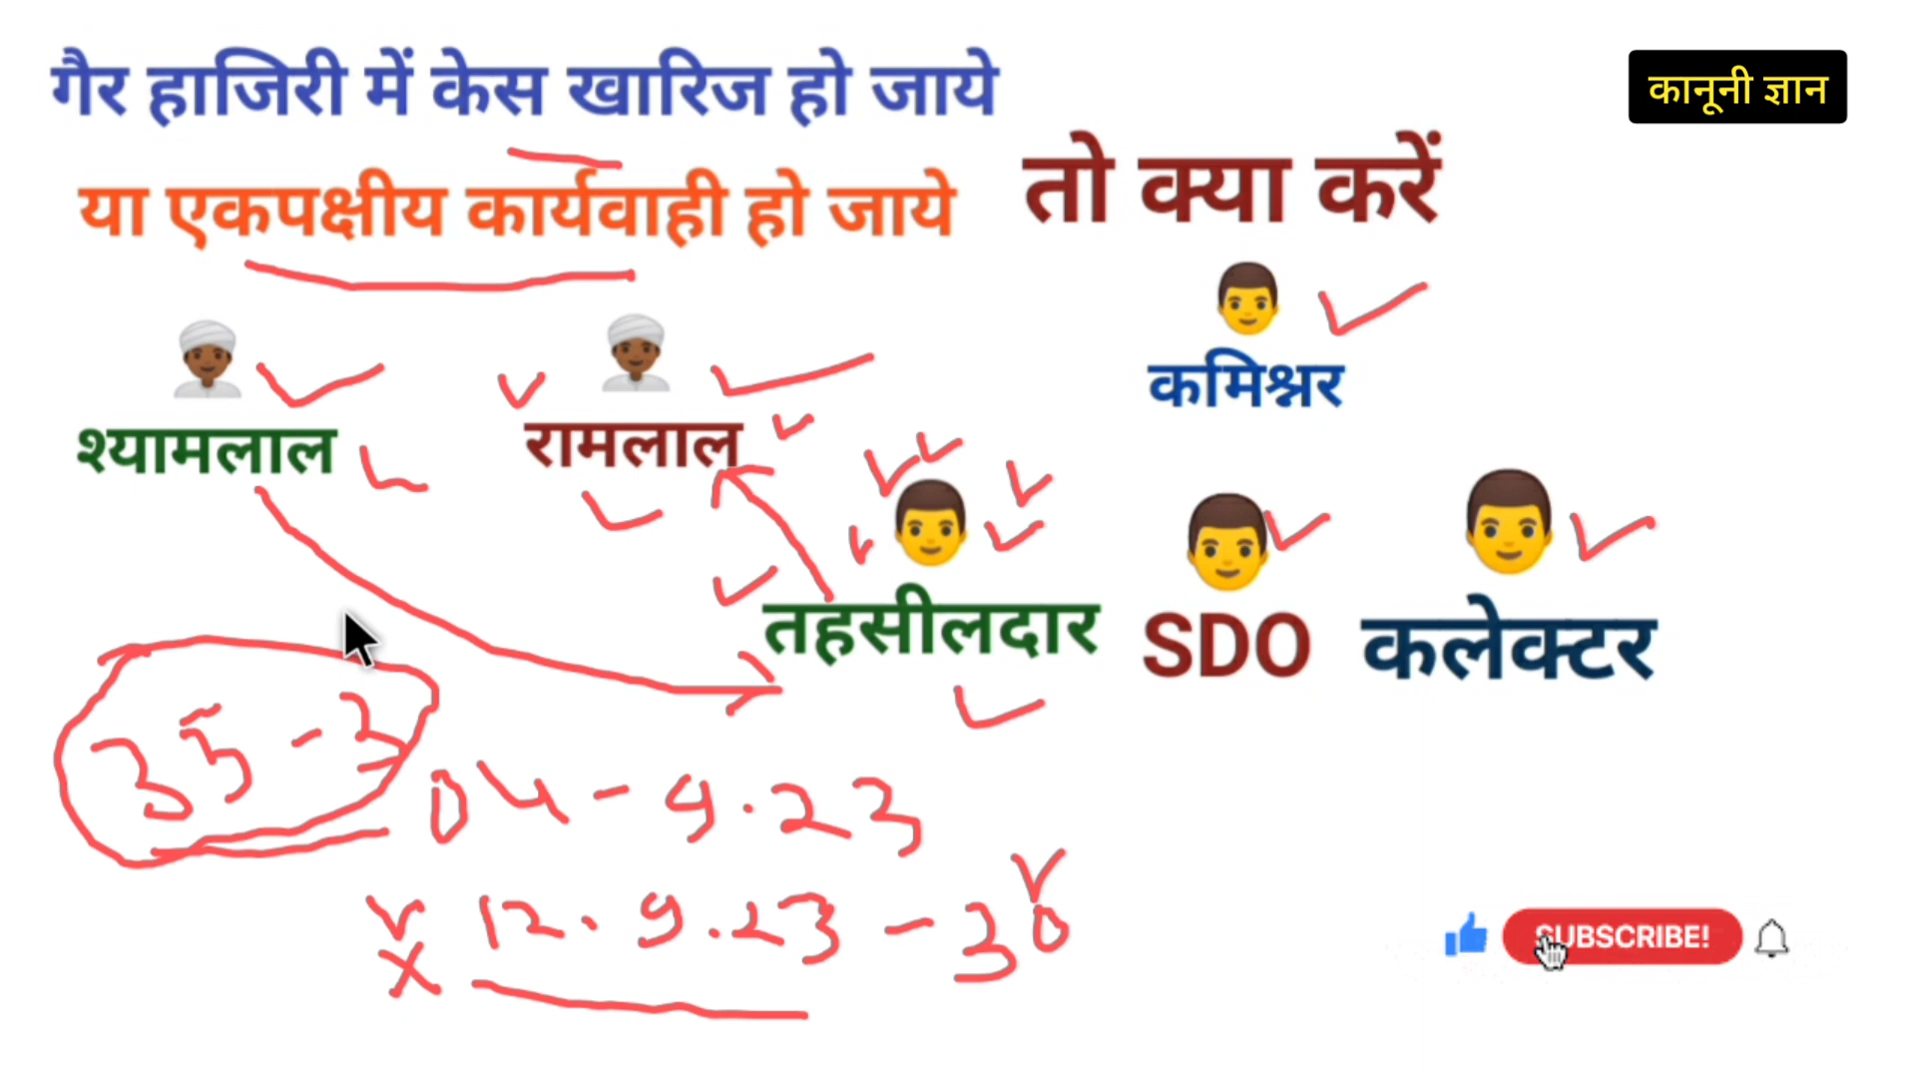 गैर हाजिरी में केस खारिज हो जाये
कानूनी ज्ञान
या एकपक्षीय कार्यवाही हो जाये
तो क्या करें
कमिश्नर
श्यामलाल
रामलाल
तहसीलदार
SDO
कलेक्टर
35-3
04-9.23
12.9.23-30
SUBSCRIBE!